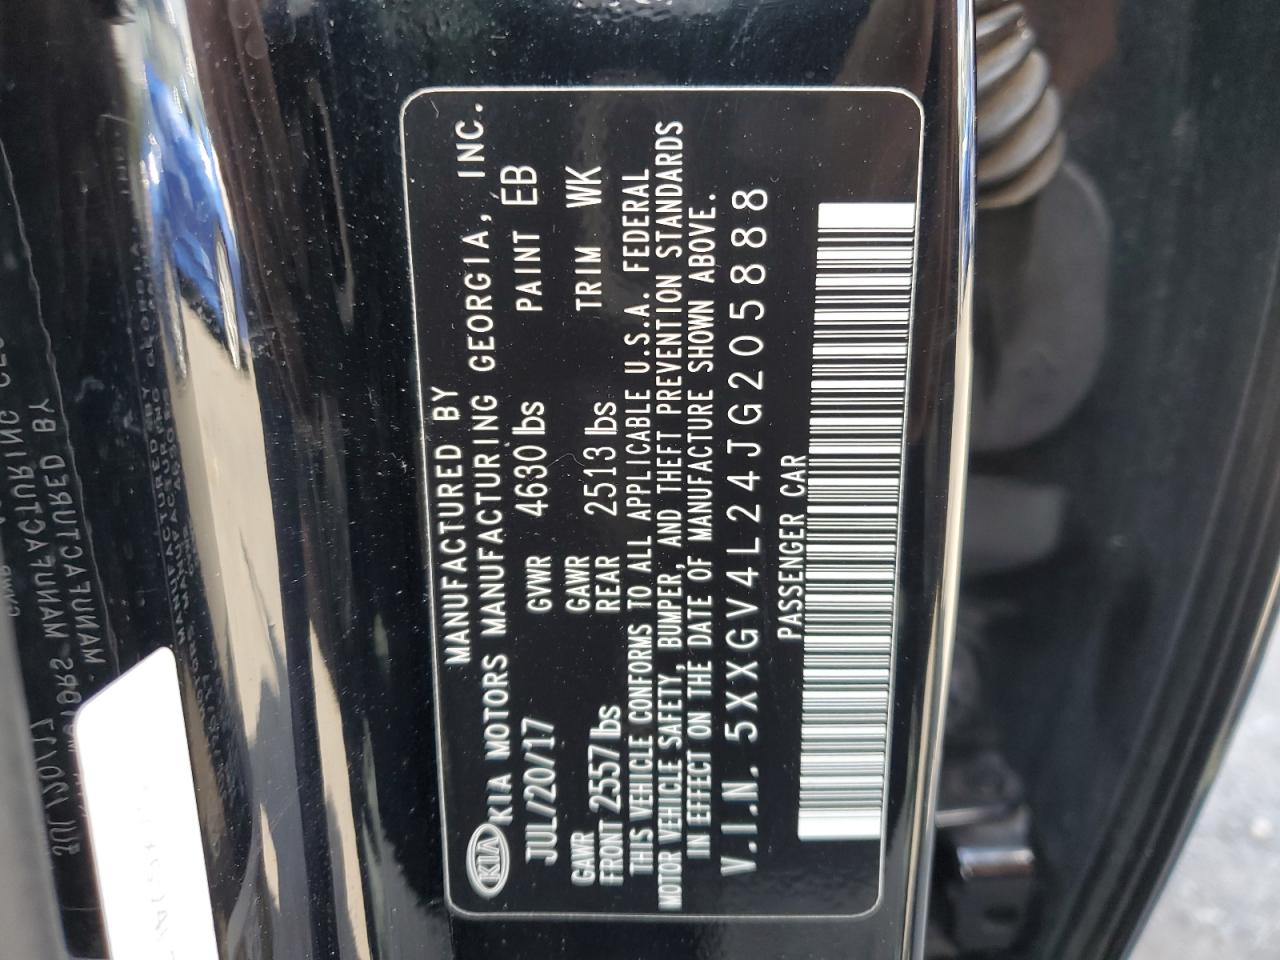 MANUFACTURED BY
KIA KIA MOTORS MANUFACTURING GEORGIA, INC.
JUL/20/17 GVWR 4630 lbs PAINT EB
GAWR FRONT 2557 lbs GAWR REAR 2513 lbs TRIM WK
THIS VEHICLE CONFORMS TO ALL APPLICABLE U.S.A. FEDERAL
MOTOR VEHICLE SAFETY, BUMPER, AND THEFT PREVENTION STANDARDS
IN EFFECT ON THE DATE OF MANUFACTURE SHOWN ABOVE.
V.I.N. 5XXGV4L24JG205888
PASSENGER CAR